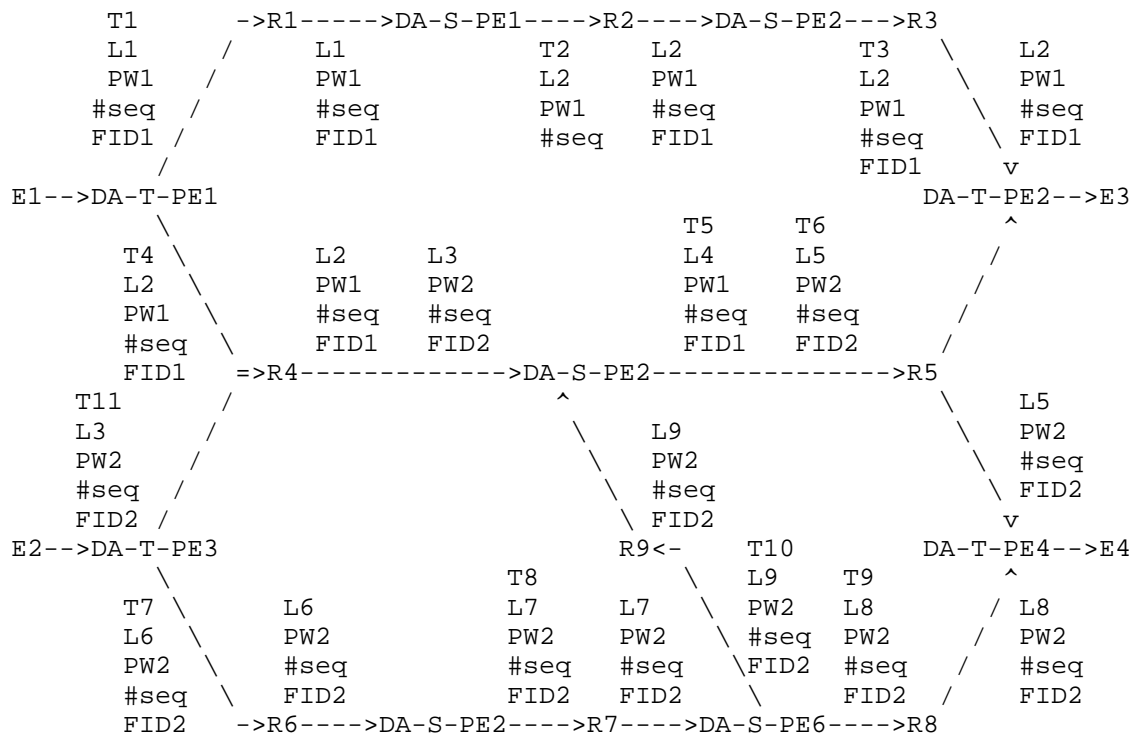 T1       ->R1----->DA-S-PE1---->R2---->DA-S-PE2---->R3
L1      /   L1            T2     L2            T3    \   L2
PW1    /    PW1           L2     PW1           L2     \  PW1
#seq  /     #seq          PW1    #seq          PW1     \ #seq
FID1 /      FID1          #seq   FID1          #seq     \ FID1
/                                       FID1      v
E1-->DA-T-PE1                                 DA-T-PE2-->E3
\                                T5     T6           ^
T4   \     L2     L3                L4     L5          /
L2    \    PW1    PW2               PW1    PW2        /
PW1    \   #seq   #seq              #seq   #seq      /
#seq    \  FID1   FID2              FID1   FID2     /
FID1   =>R4------------->DA-S-PE2--------------->R5
T11     /                    ^                       \   L5
L3     /                      \    L9                 \  PW2
PW2   /                        \   PW2                 \ #seq
#seq /                          \  #seq                 \ FID2
FID2 /                           \ FID2                  v
E2-->DA-T-PE3                         R9<-   T10    DA-T-PE4-->E4
\                     T8              \   L9    T9         ^
T7   \   L6               L7     L7        \  PW2   L8        / L8
L6    \  PW2              PW2    PW2        \ #seq  PW2      /  PW2
PW2    \ #seq             #seq   #seq        \FID2  #seq    /   #seq
#seq    \ FID2            FID2   FID2         \     FID2   /    FID2
FID2   ->R6---->DA-S-PE2---->R7---->DA-S-PE6---->R8